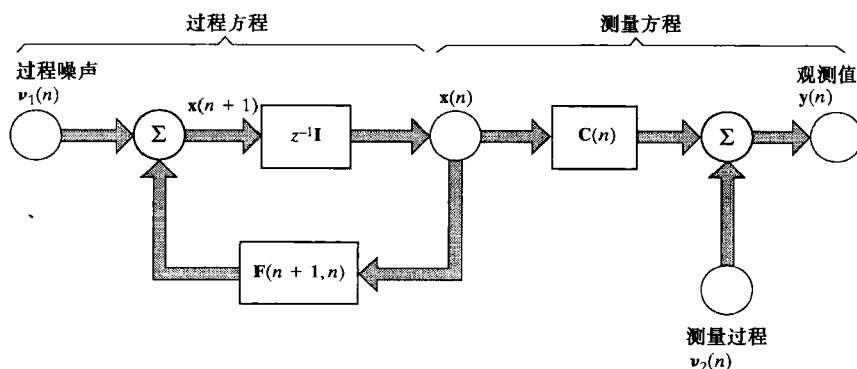 过程方程
测量方程
过程噪声
v₁(n)
Σ
x(n + 1)
z⁻¹I
x(n)
C(n)
Σ
观测值
y(n)
F(n + 1, n)
测量过程
v₂(n)